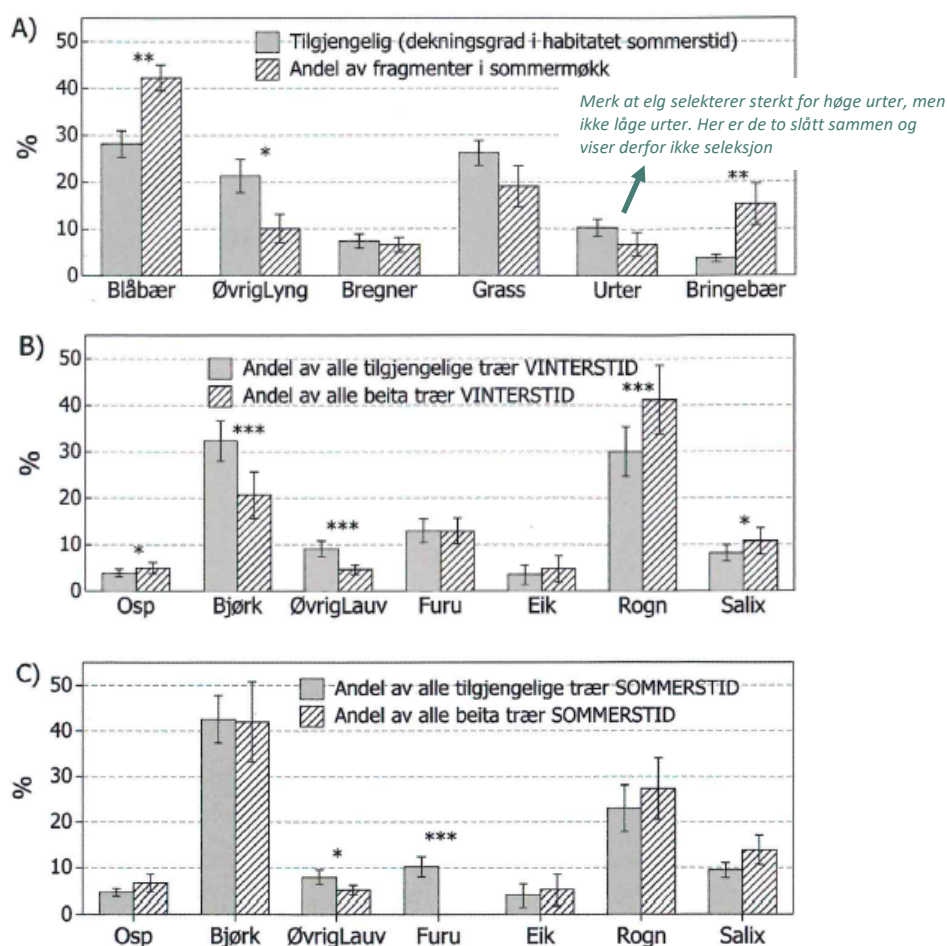 A)
50
40
30
20
10
0
%
Tilgjengelig (dekningsgrad i habitatet sommerstid)
Andel av fragmenter i sommermøkk
Merk at elg selekterer sterkt for høge urter, men
ikke låge urter. Her er de to slått sammen og
viser derfor ikke seleksjon
**
*
**
Blåbær ØvrigLyng Bregner Grass Urter Bringebær
B)
50
40
30
20
10
0
%
Andel av alle tilgjengelige trær VINTERSTID
Andel av alle beita trær VINTERSTID
*
***
***
***
*
Osp Bjørk ØvrigLauv Furu Eik Rogn Salix
C)
50
40
30
20
10
0
%
Andel av alle tilgjengelige trær SOMMERSTID
Andel av alle beita trær SOMMERSTID
*
***
Osp Bjørk ØvrigLauv Furu Eik Rogn Salix